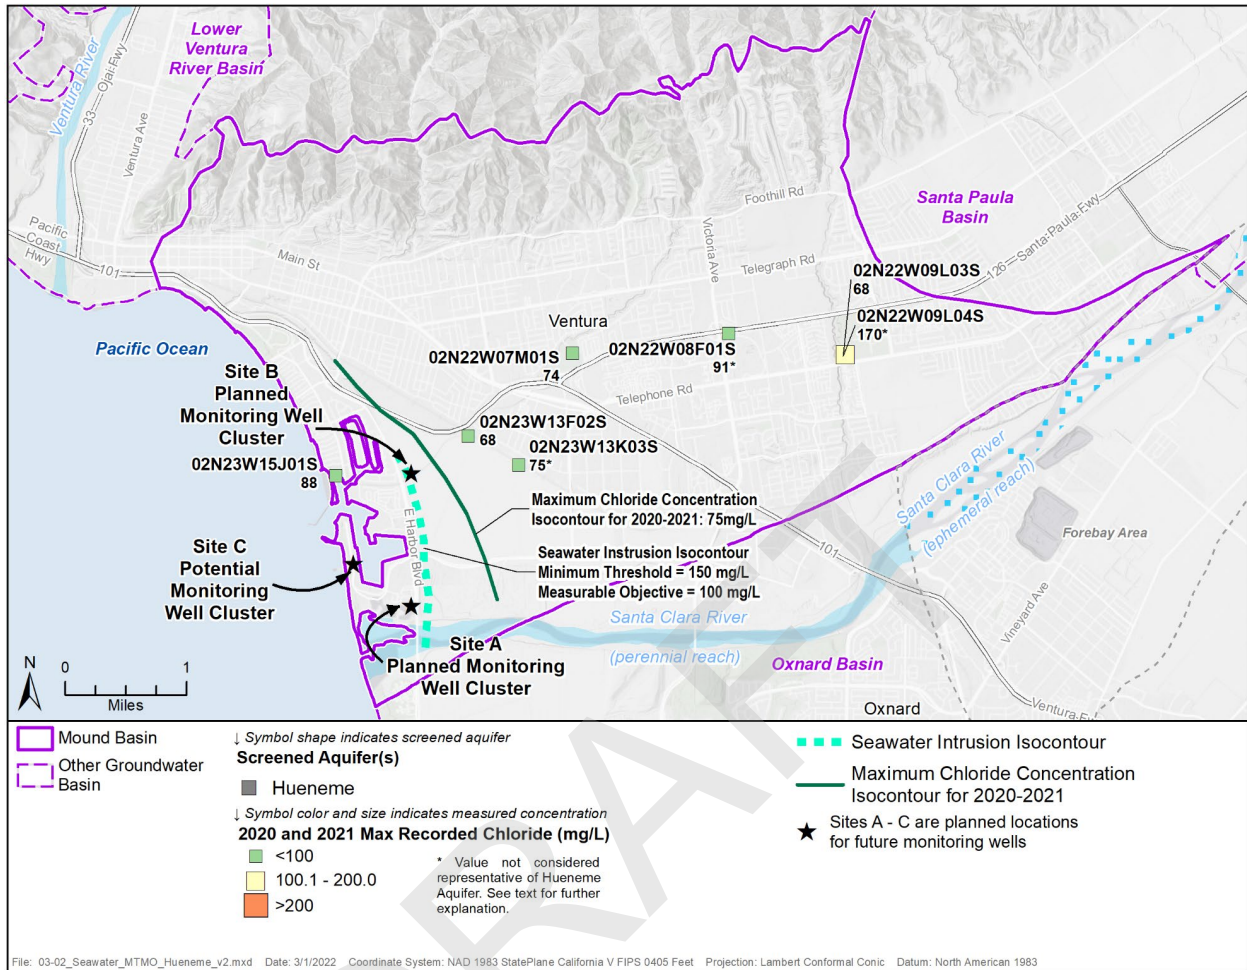 Lower
Ventura
River Basin
Ventura River
33
Ojai-Fwy
Ventura Ave
Pacific
Coast
Hwy
101
Main St
Foothill Rd
Victoria Ave
Telegraph Rd
Santa Paula
Basin
126
Santa-Paula-Fwy
02N22W09L03S
68
02N22W09L04S
170*
Ventura
02N22W07M01S
74
02N22W08F01S
91*
Telephone Rd
Pacific Ocean
Site B
Planned
Monitoring Well
Cluster
02N23W13F02S
68
02N23W13K03S
75*
02N23W15J01S
88
Maximum Chloride Concentration
Isocontour for 2020-2021: 75mg/L
E Harbor Blvd
Seawater Instrusion Isocontour
Minimum Threshold = 150 mg/L
Measurable Objective = 100 mg/L
Site C
Potential
Monitoring
Well Cluster
101
Santa Clara River
(ephemeral reach)
Forebay Area
Vineyard Ave
Santa Clara River
(perennial reach)
Site A
Planned Monitoring
Well Cluster
Oxnard Basin
Oxnard
Ventura-F
N
0 1
Miles
Mound Basin
Other Groundwater
Basin
↓ Symbol shape indicates screened aquifer
Screened Aquifer(s)
Hueneme
↓ Symbol color and size indicates measured concentration
2020 and 2021 Max Recorded Chloride (mg/L)
<100
100.1 - 200.0
>200
* Value not considered
representative of Hueneme
Aquifer. See text for further
explanation.
Seawater Intrusion Isocontour
Maximum Chloride Concentration
Isocontour for 2020-2021
Sites A - C are planned locations
for future monitoring wells
DRAFT
File: 03-02_Seawater_MTMO_Hueneme_v2.mxd Date: 3/1/2022 Coordinate System: NAD 1983 StatePlane California V FIPS 0405 Feet Projection: Lambert Conformal Conic Datum: North American 1983